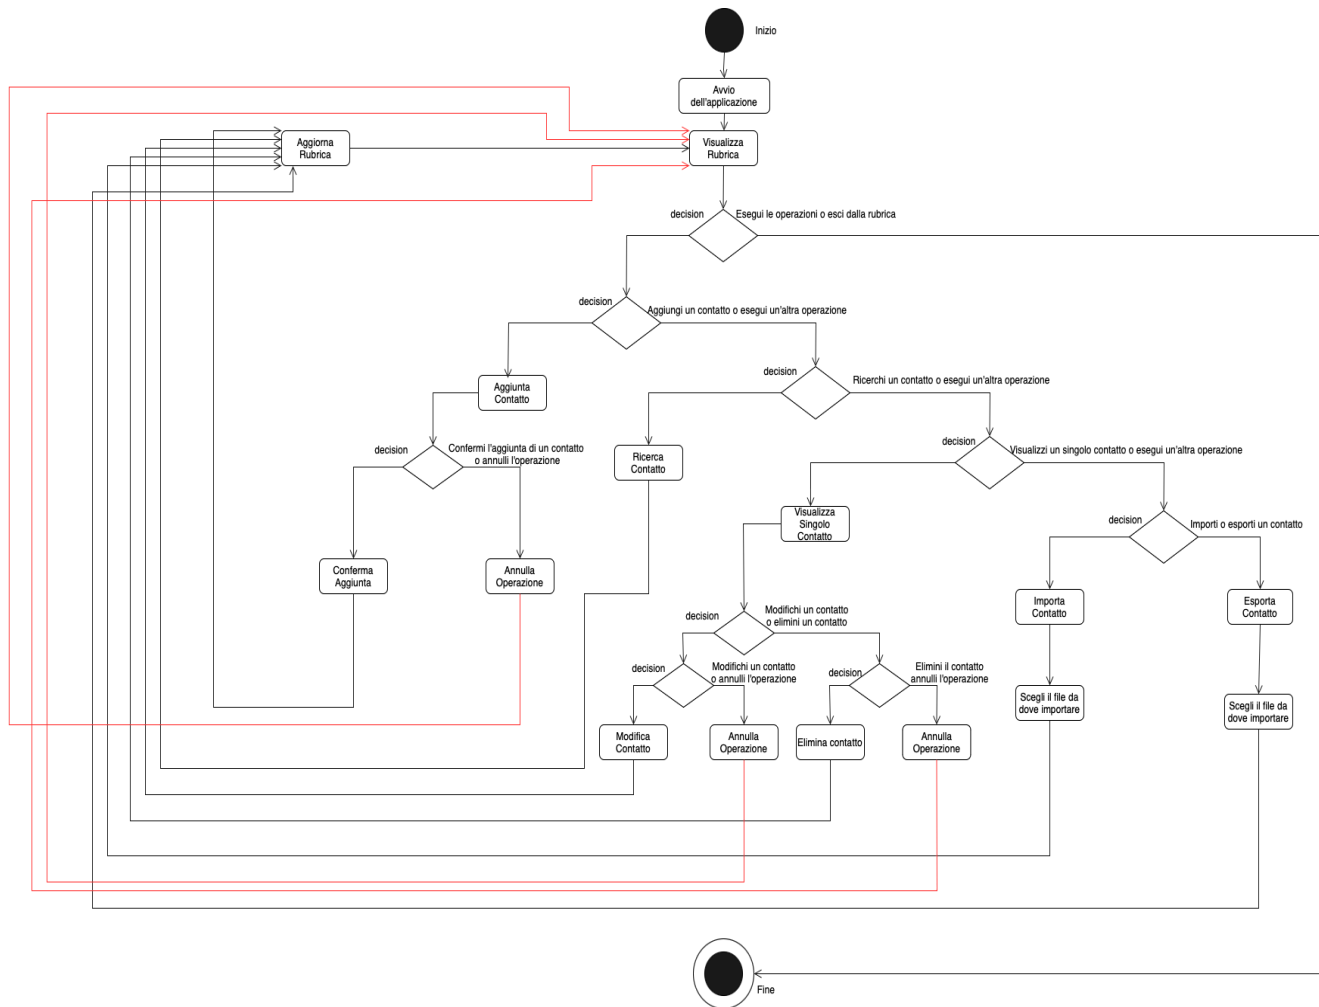 Inizio
Avvio
dell'applicazione
Aggiorna
Rubrica
Visualizza
Rubrica
decision
Esegui le operazioni o esci dalla rubrica
decision
Aggiungi un contatto o esegui un'altra operazione
decision
Ricerchi un contatto o esegui un'altra operazione
Aggiunta
Contatto
decision
Confermi l'aggiunta di un contatto
o annulli l'operazione
Ricerca
Contatto
decision
Visualizzi un singolo contatto o esegui un'altra operazione
Visualizza
Singolo
Contatto
decision
Importi o esporti un contatto
Conferma
Aggiunta
Annulla
Operazione
Importa
Contatto
Esporta
Contatto
decision
Modifichi un contatto
o elimini un contatto
decision
Modifichi un contatto
o annulli l'operazione
decision
Elimini il contatto
annulli l'operazione
Scegli il file da
dove importare
Scegli il file da
dove importare
Modifica
Contatto
Annulla
Operazione
Elimina contatto
Annulla
Operazione
Fine